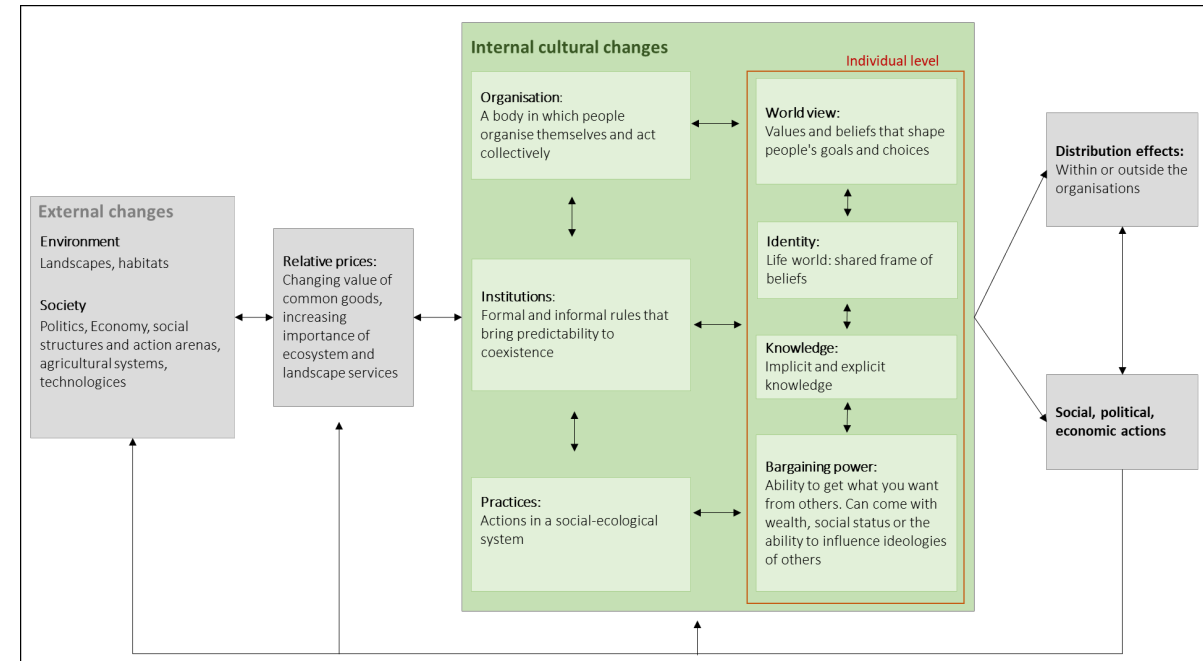 External changes
Environment
Landscapes, habitats
Society
Politics, Economy, social
structures and action arenas,
agricultural systems,
technologices
Relative prices:
Changing value of
common goods,
increasing
importance of
ecosystem and
landscape services
Internal cultural changes
Organisation:
A body in which people
organise themselves and act
collectively
Institutions:
Formal and informal rules that
bring predictability to
coexistence
Practices:
Actions in a social-ecological
system
Individual level
World view:
Values and beliefs that shape
people's goals and choices
Identity:
Life world: shared frame of
beliefs
Knowledge:
Implicit and explicit
knowledge
Bargaining power:
Ability to get what you want
from others. Can come with
wealth, social status or the
ability to influence ideologies
of others
Distribution effects:
Within or outside the
organisations
Social, political,
economic actions